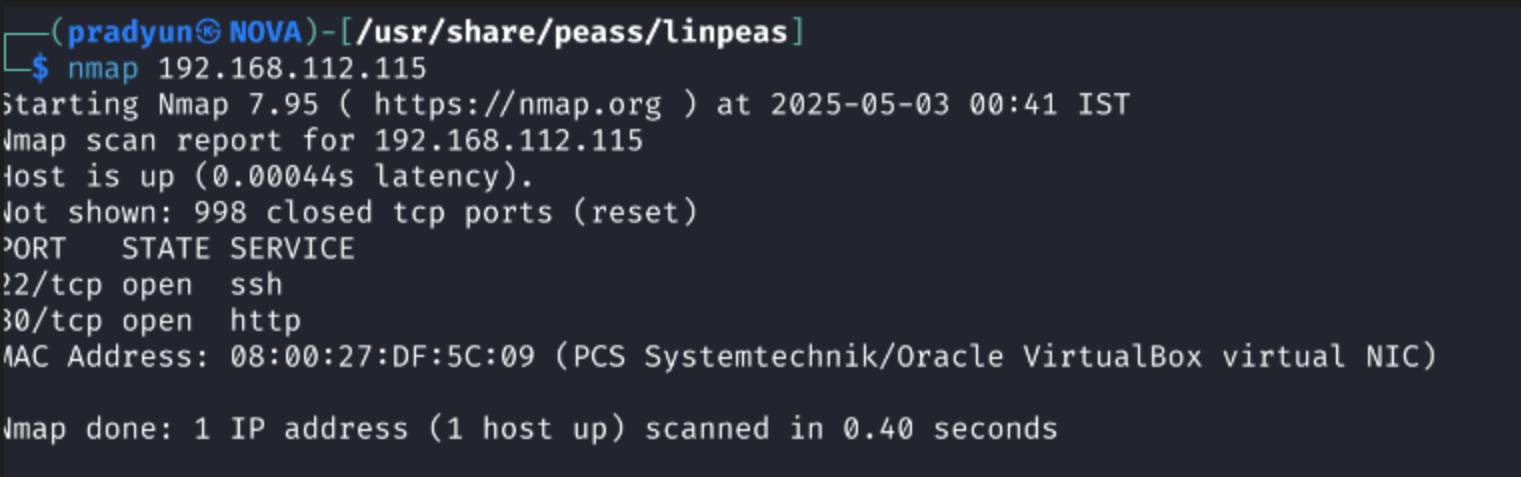 ┌──(pradyun㉿NOVA)-[/usr/share/peass/linpeas]
└─$ nmap 192.168.112.115
Starting Nmap 7.95 ( https://nmap.org ) at 2025-05-03 00:41 IST
Nmap scan report for 192.168.112.115
Host is up (0.00044s latency).
Not shown: 998 closed tcp ports (reset)
PORT   STATE SERVICE
22/tcp open  ssh
80/tcp open  http
MAC Address: 08:00:27:DF:5C:09 (PCS Systemtechnik/Oracle VirtualBox virtual NIC)
Nmap done: 1 IP address (1 host up) scanned in 0.40 seconds